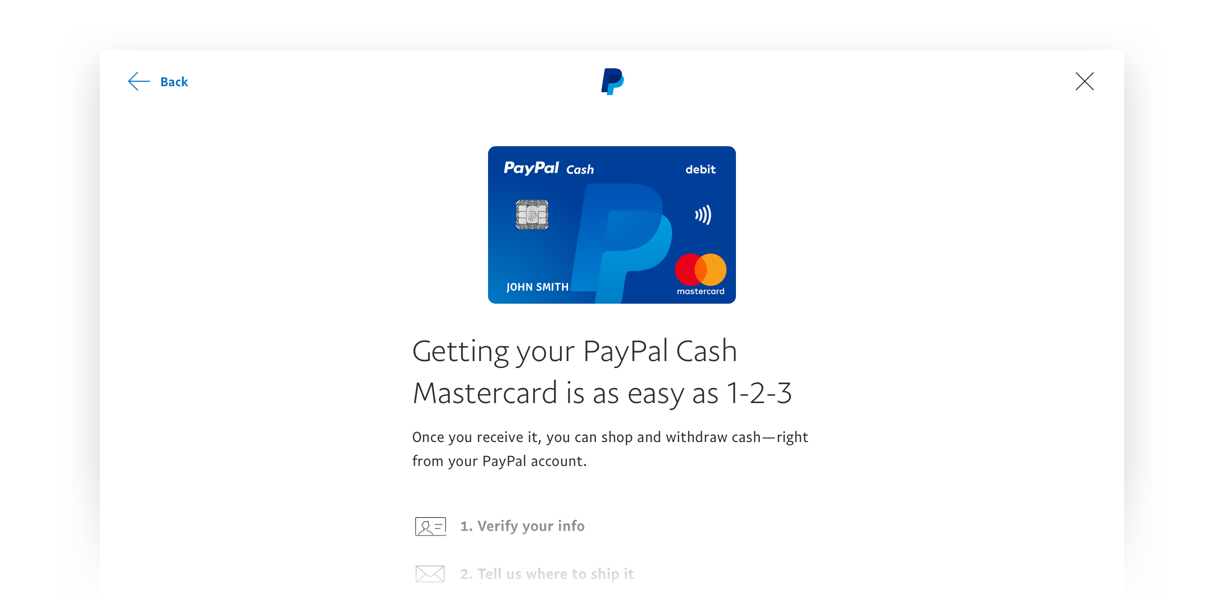 Back
PayPal Cash debit
JOHN SMITH
mastercard
Getting your PayPal Cash
Mastercard is as easy as 1-2-3
Once you receive it, you can shop and withdraw cash—right
from your PayPal account.
1. Verify your info
2. Tell us where to ship it